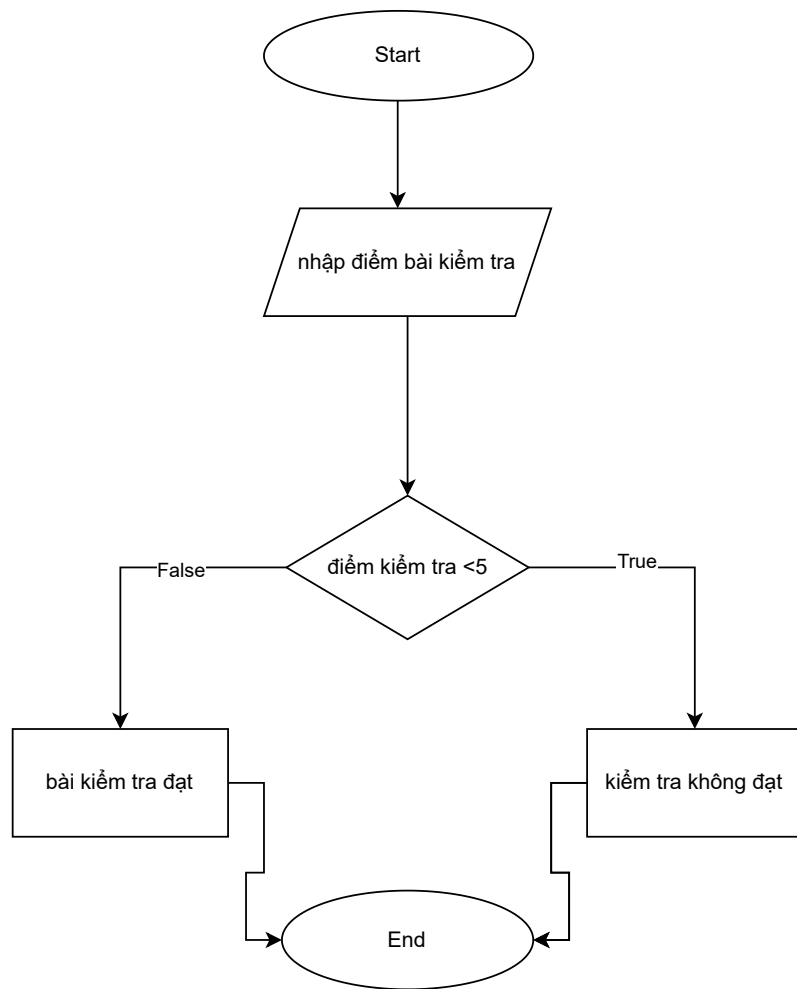 Start
nhập điểm bài kiểm tra
điểm kiểm tra <5
False
True
bài kiểm tra đạt
kiểm tra không đạt
End